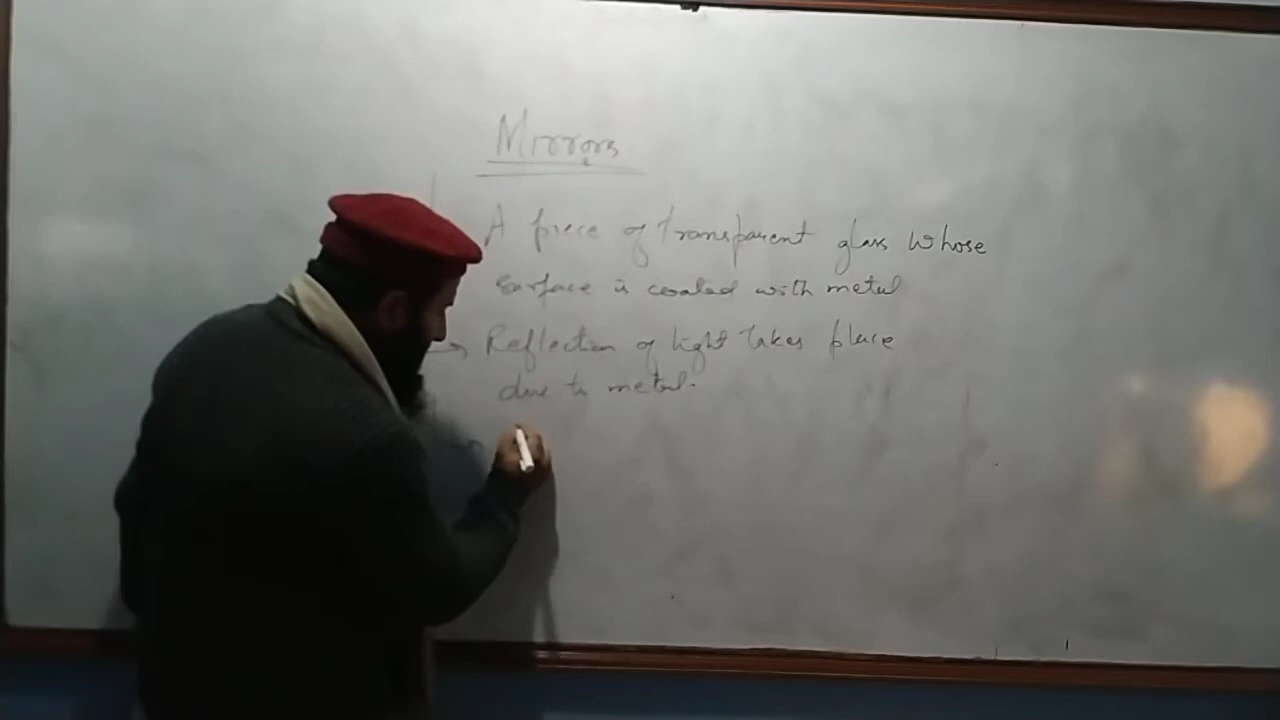 Mirrors
A piece of transparent glass whose
surface is coated with metal
→ Reflection of light takes place
due to metal.